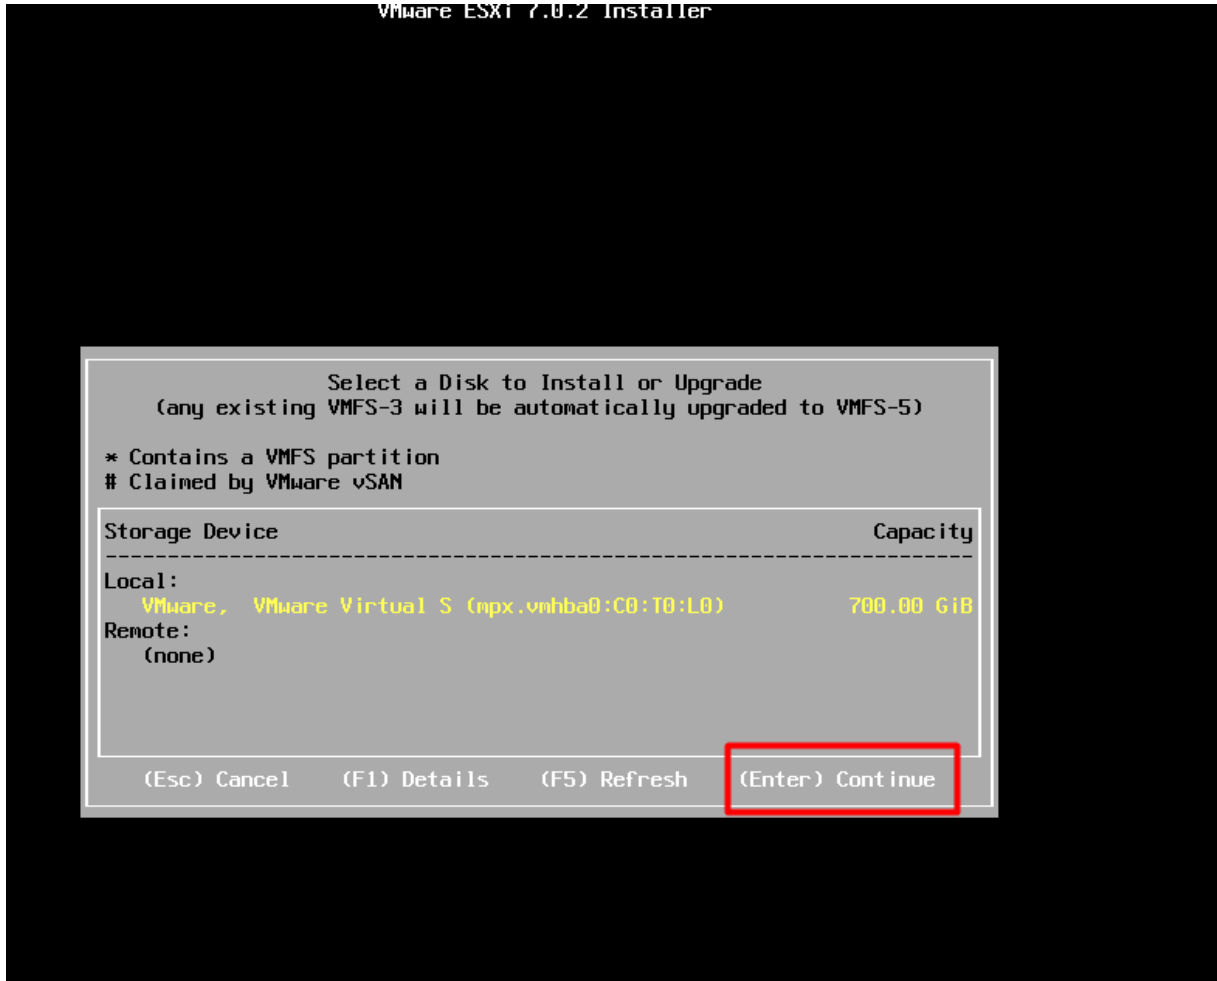 VMware ESXi 7.0.2 Installer
Select a Disk to Install or Upgrade
(any existing VMFS-3 will be automatically upgraded to VMFS-5)
* Contains a VMFS partition
# Claimed by VMware vSAN
Storage Device Capacity
--------------------------------------------------------------------------
Local:
VMware, VMware Virtual S (mpx.vmhba0:C0:T0:L0) 700.00 GiB
Remote:
(none)
(Esc) Cancel (F1) Details (F5) Refresh (Enter) Continue